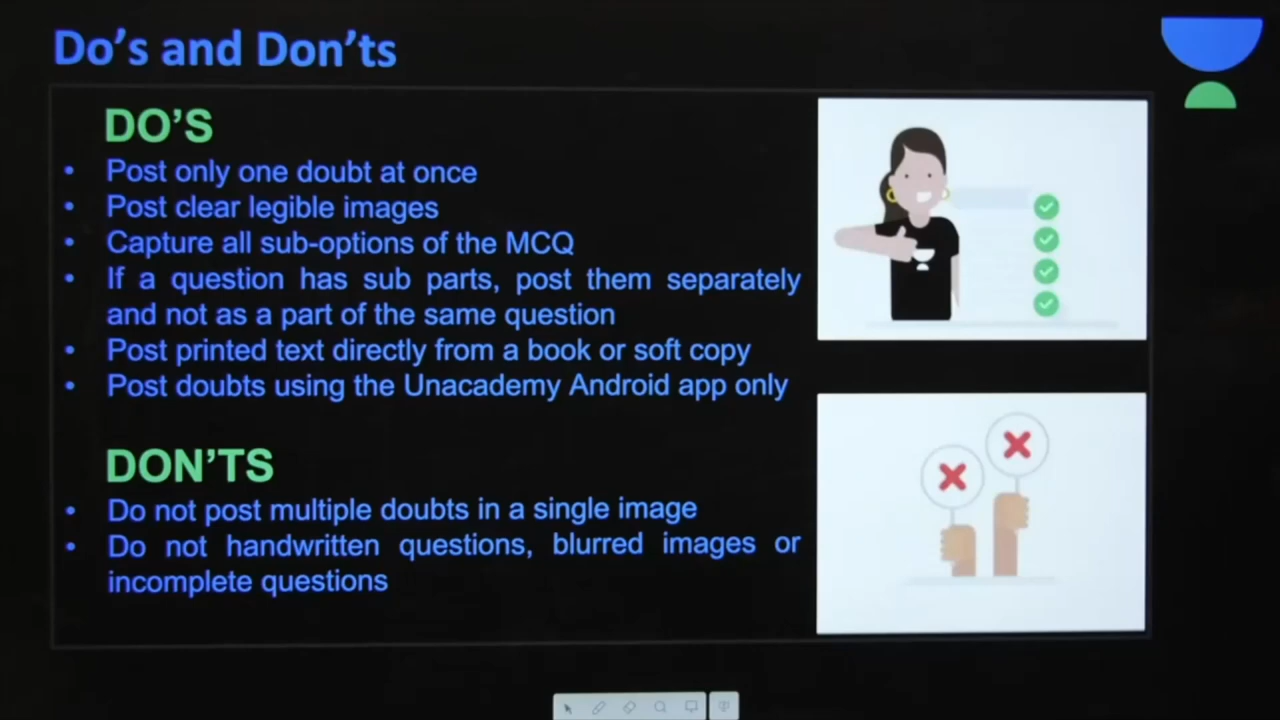 Do's and Don'ts
DO'S
• Post only one doubt at once
• Post clear legible images
• Capture all sub-options of the MCQ
• If a question has sub parts, post them separately
and not as a part of the same question
• Post printed text directly from a book or soft copy
• Post doubts using the Unacademy Android app only
DON'TS
• Do not post multiple doubts in a single image
• Do not handwritten questions, blurred images or
incomplete questions